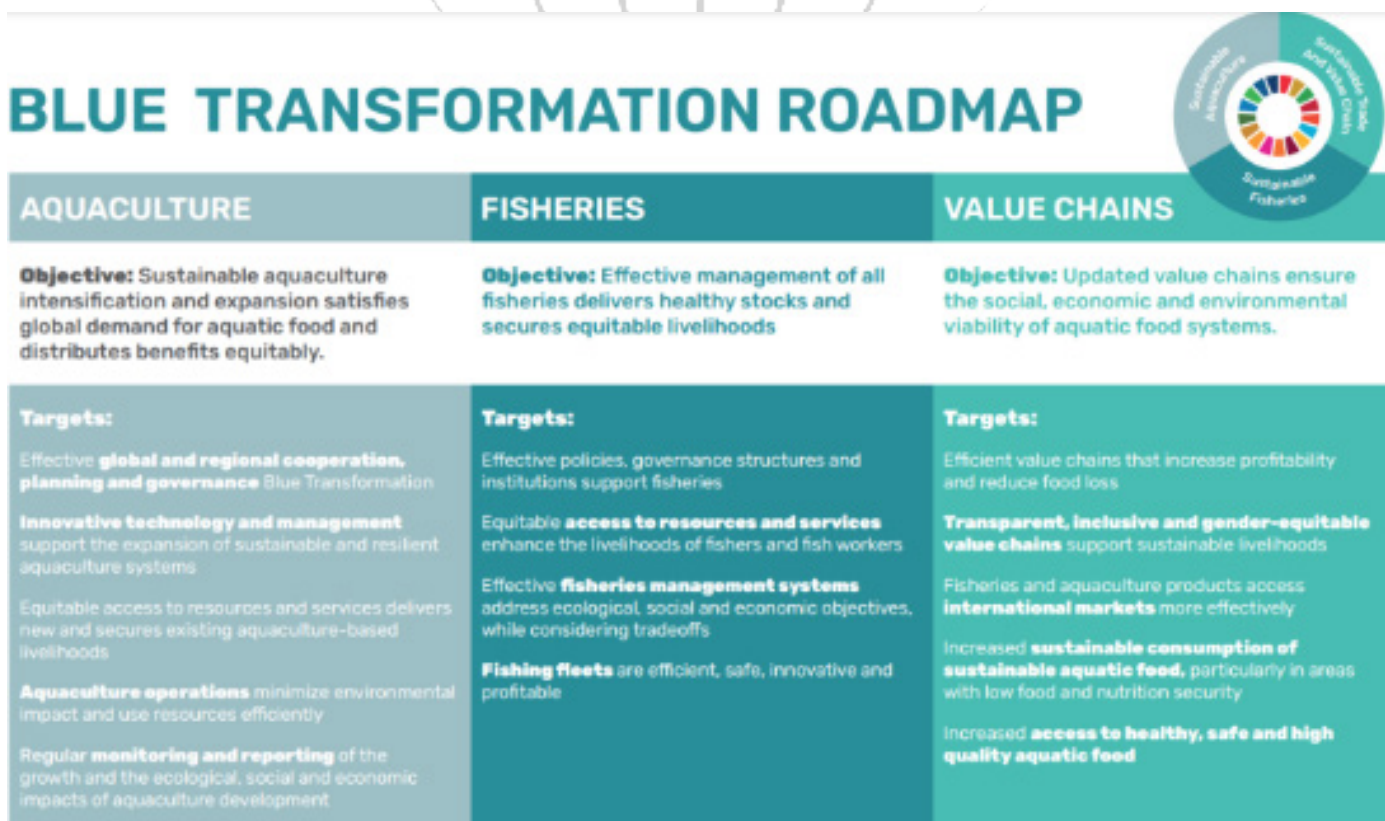 BLUE TRANSFORMATION ROADMAP
Sustainable
Aquaculture
Sustainable Trade
And Value Chain
Sustainable
Fisheries
AQUACULTURE
Objective: Sustainable aquaculture
intensification and expansion satisfies
global demand for aquatic food and
distributes benefits equitably.
Targets:
Effective global and regional cooperation,
planning and governance Blue Transformation
Innovative technology and management
support the expansion of sustainable and resilient
aquaculture systems
Equitable access to resources and services delivers
new and secures existing aquaculture-based
livelihoods
Aquaculture operations minimize environmental
impact and use resources efficiently
Regular monitoring and reporting of the
growth and the ecological, social and economic
impacts of aquaculture development
FISHERIES
Objective: Effective management of all
fisheries delivers healthy stocks and
secures equitable livelihoods
Targets:
Effective policies, governance structures and
institutions support fisheries
Equitable access to resources and services
enhance the livelihoods of fishers and fish workers
Effective fisheries management systems
address ecological, social and economic objectives,
while considering tradeoffs
Fishing fleets are efficient, safe, innovative and
profitable
VALUE CHAINS
Objective: Updated value chains ensure
the social, economic and environmental
viability of aquatic food systems.
Targets:
Efficient value chains that increase profitability
and reduce food loss
Transparent, inclusive and gender-equitable
value chains support sustainable livelihoods
Fisheries and aquaculture products access
international markets more effectively
Increased sustainable consumption of
sustainable aquatic food, particularly in areas
with low food and nutrition security
Increased access to healthy, safe and high
quality aquatic food